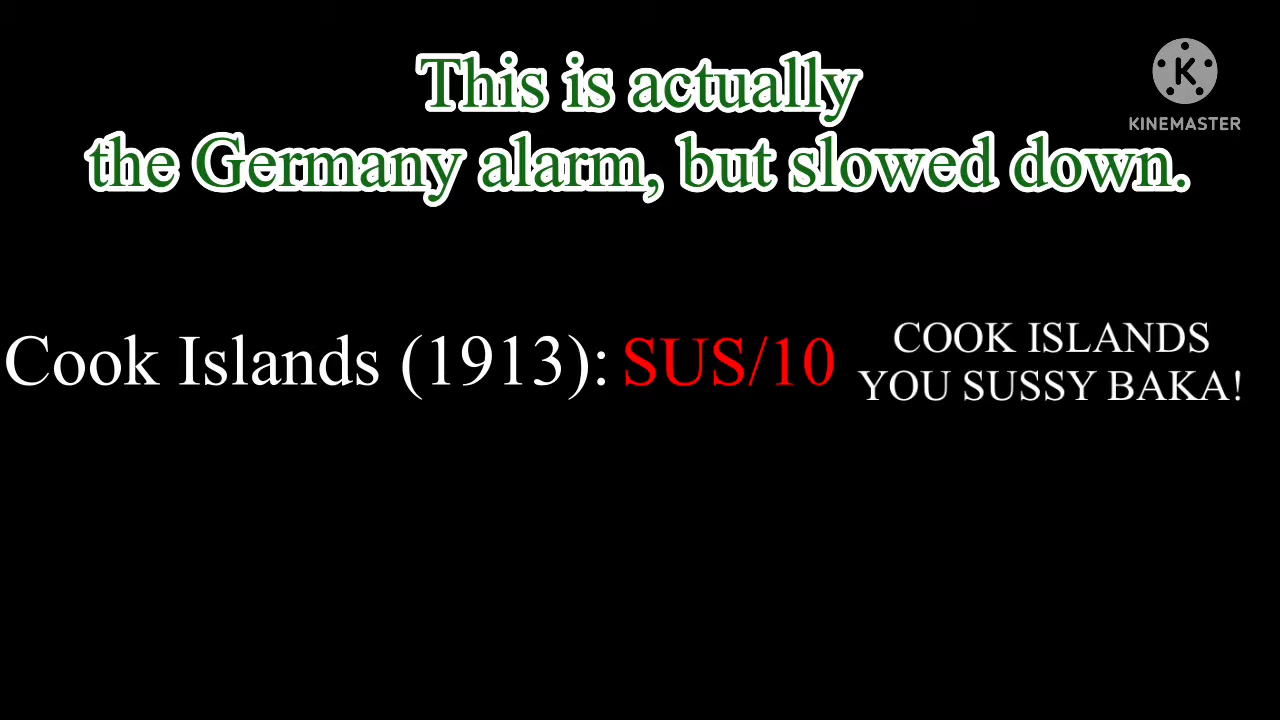 This is actually
the Germany alarm, but slowed down.
K
KINEMASTER
Cook Islands (1913): SUS/10
COOK ISLANDS
YOU SUSSY BAKA!